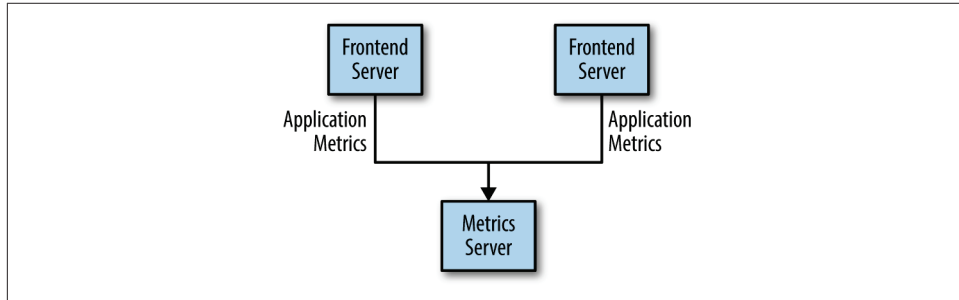 Frontend
Server
Frontend
Server
Application
Metrics
Application
Metrics
Metrics
Server